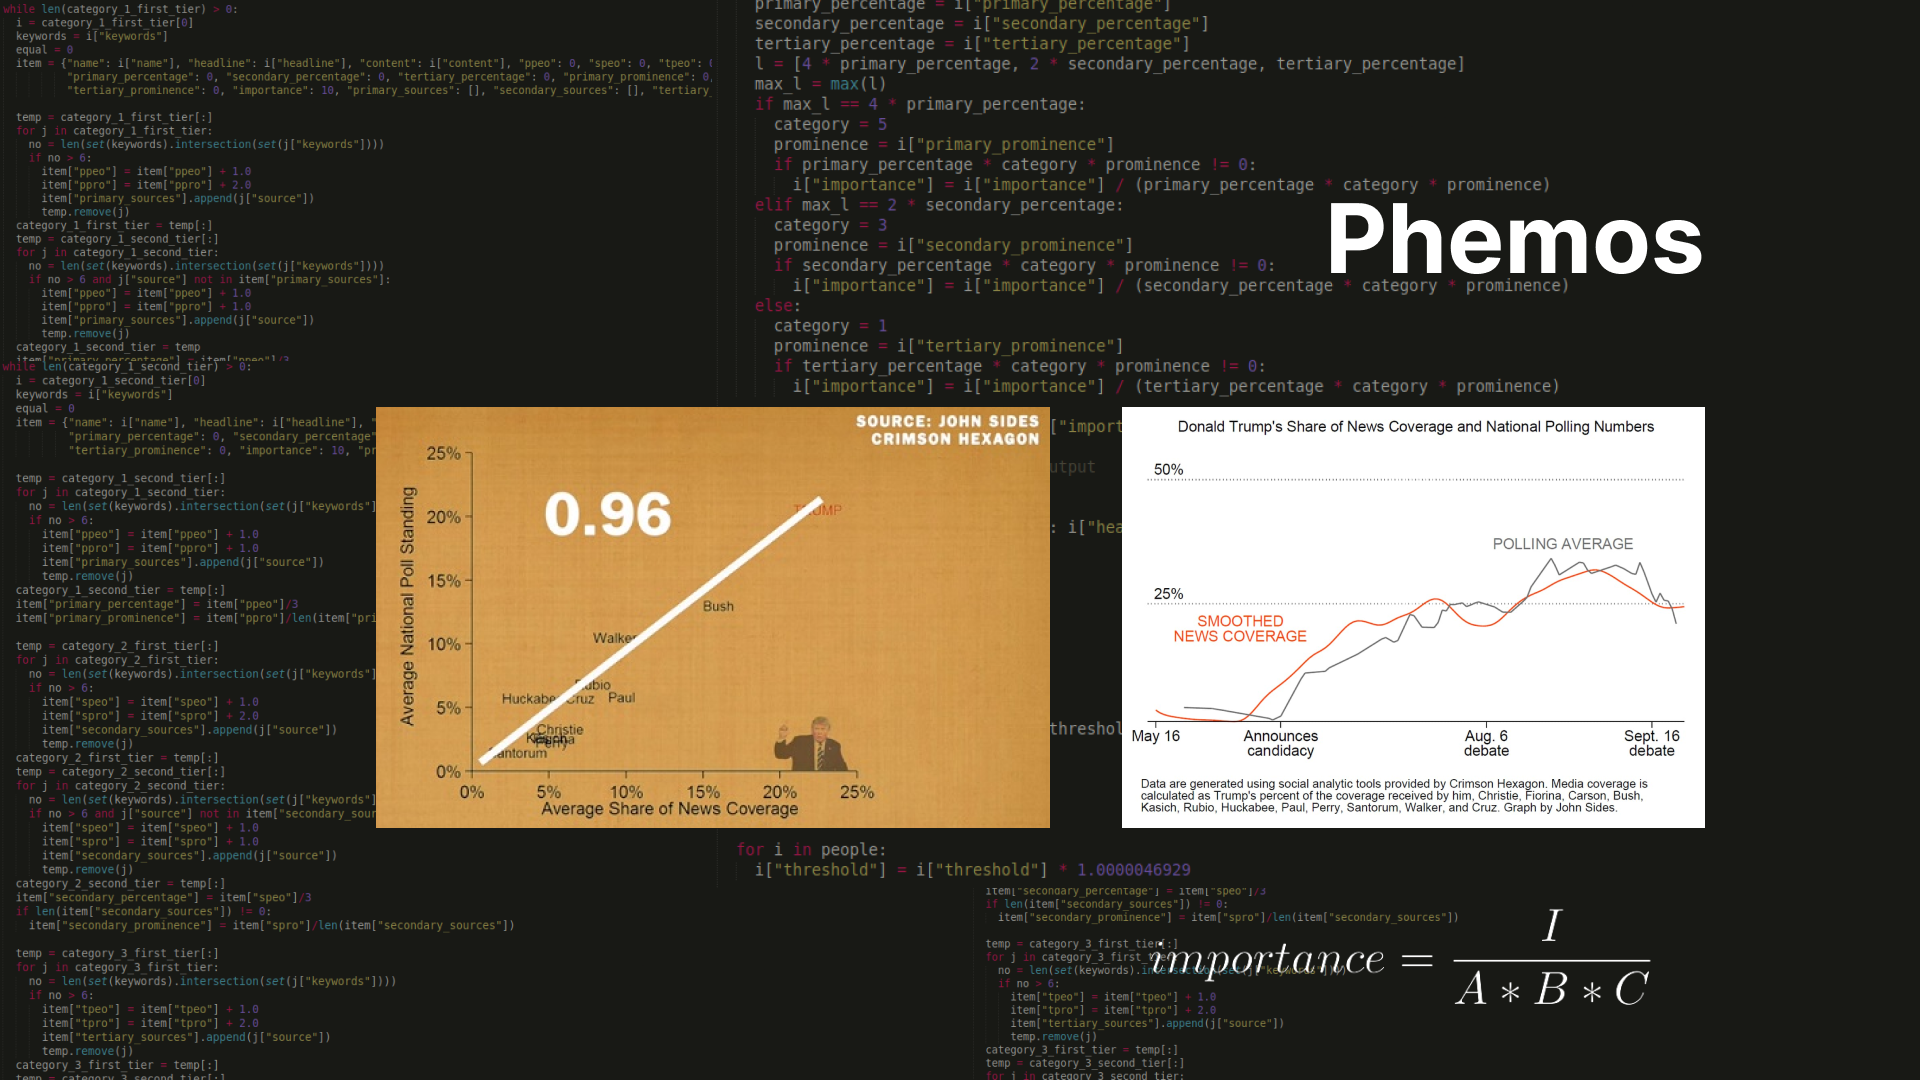 while len(category_1_first_tier) > 0:
i = category_1_first_tier[0]
keywords = i["keywords"]
equal = 0
item = {"name": i["name"], "headline": i["headline"], "content": i["content"], "ppeo": 0, "speo": 0, "tpeo":
"primary_percentage": 0, "secondary_percentage": 0, "tertiary_percentage": 0, "primary_prominence": 0,
"tertiary_prominence": 0, "importance": 10, "primary_sources": [], "secondary_sources": [], "tertiary_
temp = category_1_first_tier[:]
for j in category_1_first_tier:
no = len(set(keywords).intersection(set(j["keywords"])))
if no > 6:
item["ppeo"] = item["ppeo"] + 1.0
item["ppro"] = item["ppro"] + 2.0
item["primary_sources"].append(j["source"])
temp.remove(j)
category_1_first_tier = temp[:]
temp = category_1_second_tier[:]
for j in category_1_second_tier:
no = len(set(keywords).intersection(set(j["keywords"])))
if no > 6 and j["source"] not in item["primary_sources"]:
item["ppeo"] = item["ppeo"] + 1.0
item["ppro"] = item["ppro"] + 1.0
item["primary_sources"].append(j["source"])
temp.remove(j)
category_1_second_tier = temp
item["primary_percentage"] = item["ppeo"]/3
while len(category_1_second_tier) > 0:
i = category_1_second_tier[0]
keywords = i["keywords"]
equal = 0
item = {"name": i["name"], "headline": i["headline"], "
"primary_percentage": 0, "secondary_percentage"
"tertiary_prominence": 0, "importance": 10, "pr
temp = category_1_second_tier[:]
for j in category_1_second_tier:
no = len(set(keywords).intersection(set(j["keywords"]
if no > 6:
item["ppeo"] = item["ppeo"] + 1.0
item["ppro"] = item["ppro"] + 1.0
item["primary_sources"].append(j["source"])
temp.remove(j)
category_1_second_tier = temp[:]
item["primary_percentage"] = item["ppeo"]/3
item["primary_prominence"] = item["ppro"]/len(item["pri
temp = category_2_first_tier[:]
for j in category_2_first_tier:
no = len(set(keywords).intersection(set(j["keywords"]
if no > 6:
item["speo"] = item["speo"] + 1.0
item["spro"] = item["spro"] + 2.0
item["secondary_sources"].append(j["source"])
temp.remove(j)
category_2_first_tier = temp[:]
temp = category_2_second_tier[:]
for j in category_2_second_tier:
no = len(set(keywords).intersection(set(j["keywords"]
if no > 6 and j["source"] not in item["secondary_sour
item["speo"] = item["speo"] + 1.0
item["spro"] = item["spro"] + 1.0
item["secondary_sources"].append(j["source"])
temp.remove(j)
category_2_second_tier = temp[:]
item["secondary_percentage"] = item["speo"]/3
if len(item["secondary_sources"]) != 0:
item["secondary_prominence"] = item["spro"]/len(item["secondary_sources"])
temp = category_3_first_tier[:]
for j in category_3_first_tier:
no = len(set(keywords).intersection(set(j["keywords"])))
if no > 6:
item["tpeo"] = item["tpeo"] + 1.0
item["tpro"] = item["tpro"] + 2.0
item["tertiary_sources"].append(j["source"])
temp.remove(j)
category_3_first_tier = temp[:]
temp = category_3_second_tier[:]
primary_percentage = i["primary_percentage"]
secondary_percentage = i["secondary_percentage"]
tertiary_percentage = i["tertiary_percentage"]
l = [4 * primary_percentage, 2 * secondary_percentage, tertiary_percentage]
max_l = max(l)
if max_l == 4 * primary_percentage:
category = 5
prominence = i["primary_prominence"]
if primary_percentage * category * prominence != 0:
i["importance"] = i["importance"] / (primary_percentage * category * prominence)
elif max_l == 2 * secondary_percentage:
category = 3
prominence = i["secondary_prominence"]
if secondary_percentage * category * prominence != 0:
i["importance"] = i["importance"] / (secondary_percentage * category * prominence)
else:
category = 1
prominence = i["tertiary_prominence"]
if tertiary_percentage * category * prominence != 0:
i["importance"] = i["importance"] / (tertiary_percentage * category * prominence)
Phemos
["import
utput
: i["hea
threshol
SOURCE: JOHN SIDES
CRIMSON HEXAGON
0.96
Average National Poll Standing
25%
20%
15%
10%
5%
0%
TRUMP
Bush
Walker
Rubio
Huckabee Cruz Paul
Christie
Perry
Santorum
0% 5% 10% 15% 20% 25%
Average Share of News Coverage
Donald Trump's Share of News Coverage and National Polling Numbers
50%
POLLING AVERAGE
25%
SMOOTHED
NEWS COVERAGE
May 16 Announces Aug. 6 Sept. 16
candidacy debate debate
Data are generated using social analytic tools provided by Crimson Hexagon. Media coverage is
calculated as Trump's percent of the coverage received by him, Christie, Fiorina, Carson, Bush,
Kasich, Rubio, Huckabee, Paul, Perry, Santorum, Walker, and Cruz. Graph by John Sides.
for i in people:
i["threshold"] = i["threshold"] * 1.0000046929
item["secondary_percentage"] = item["speo"]/3
if len(item["secondary_sources"]) != 0:
item["secondary_prominence"] = item["spro"]/len(item["secondary_sources"])
temp = category_3_first_tier[:]
for j in category_3_first_tier:
no = len(set(keywords).intersection(set(j["keywords"])))
if no > 6:
item["tpeo"] = item["tpeo"] + 1.0
item["tpro"] = item["tpro"] + 2.0
item["tertiary_sources"].append(j["source"])
temp.remove(j)
category_3_first_tier = temp[:]
temp = category_3_second_tier[:]
for j in category_3_second_tier:
importance = I / A * B * C